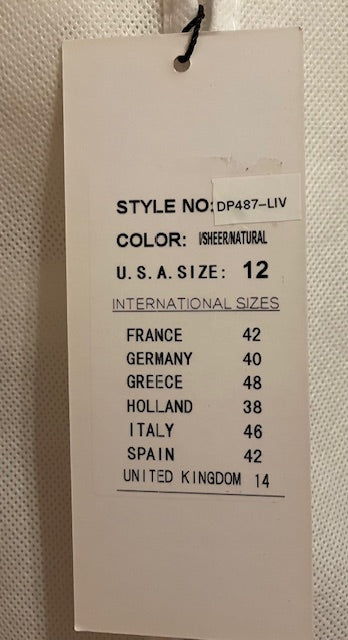 STYLE NO: DP487-LIV
COLOR: I/SHEER/NATURAL
U.S.A.SIZE: 12
INTERNATIONAL SIZES
FRANCE 42
GERMANY 40
GREECE 48
HOLLAND 38
ITALY 46
SPAIN 42
UNITED KINGDOM 14